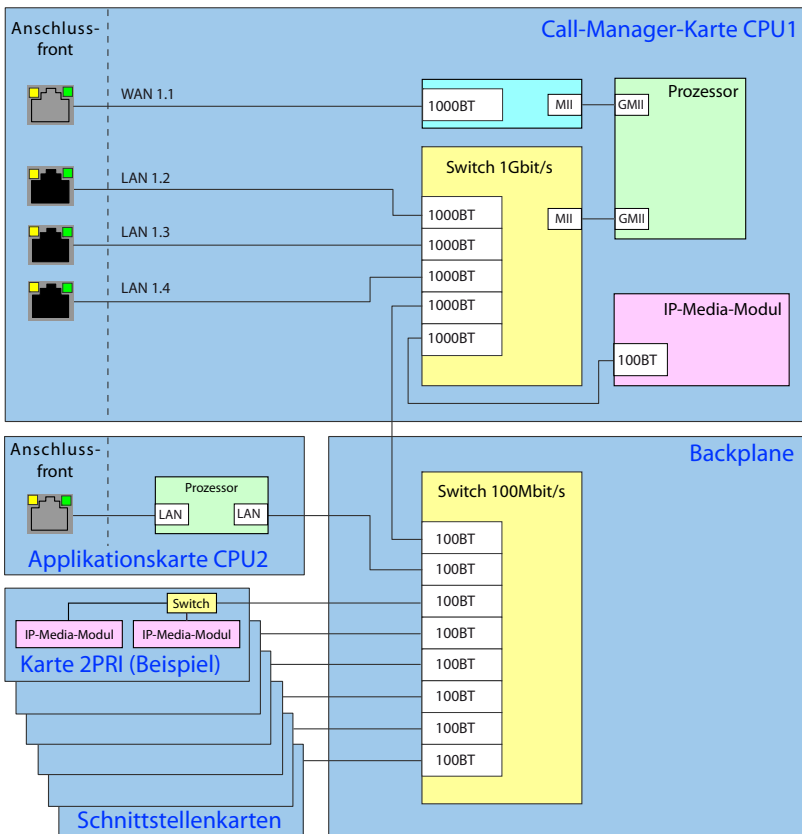 Anschluss-
front
Call-Manager-Karte CPU1
WAN 1.1
1000BT
MII
GMII
Prozessor
Switch 1Gbit/s
LAN 1.2
1000BT
MII
GMII
LAN 1.3
1000BT
1000BT
LAN 1.4
1000BT
1000BT
IP-Media-Modul
100BT
Anschluss-
front
Prozessor
LAN
LAN
Applikationskarte CPU2
Backplane
Switch 100Mbit/s
100BT
100BT
100BT
100BT
100BT
100BT
100BT
100BT
Switch
IP-Media-Modul
IP-Media-Modul
Karte 2PRI (Beispiel)
Schnittstellenkarten